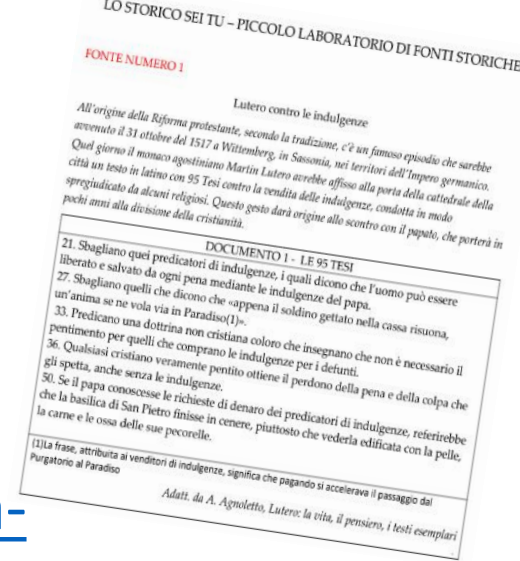 LO STORICO SEI TU – PICCOLO LABORATORIO DI FONTI STORICHE
FONTE NUMERO 1
Lutero contro le indulgenze
All'origine della Riforma protestante, secondo la tradizione, c'è un famoso episodio che sarebbe
avvenuto il 31 ottobre del 1517 a Wittemberg, in Sassonia, nei territori dell'Impero germanico.
Quel giorno il monaco agostiniano Martin Lutero avrebbe affisso alla porta della cattedrale della
città un testo in latino con 95 Tesi contro la vendita delle indulgenze, condotta in modo
spregiudicato da alcuni religiosi. Questo gesto darà origine allo scontro con il papato, che porterà in
pochi anni alla divisione della cristianità.
DOCUMENTO 1 - LE 95 TESI
21. Sbagliano quei predicatori di indulgenze, i quali dicono che l'uomo può essere
liberato e salvato da ogni pena mediante le indulgenze del papa.
27. Sbagliano quelli che dicono che «appena il soldino gettato nella cassa risuona,
un'anima se ne vola via in Paradiso(1)».
33. Predicano una dottrina non cristiana coloro che insegnano che non è necessario il
pentimento per quelli che comprano le indulgenze per i defunti.
36. Qualsiasi cristiano veramente pentito ottiene il perdono della pena e della colpa che
gli spetta, anche senza le indulgenze.
50. Se il papa conoscesse le richieste di denaro dei predicatori di indulgenze, referirebbe
che la basilica di San Pietro finisse in cenere, piuttosto che vederla edificata con la pelle,
la carne e le ossa delle sue pecorelle.
(1)La frase, attribuita ai venditori di indulgenze, significa che pagando si accelerava il passaggio dal
Purgatorio al Paradiso
Adatt. da A. Agnoletto, Lutero: la vita, il pensiero, i testi esemplari